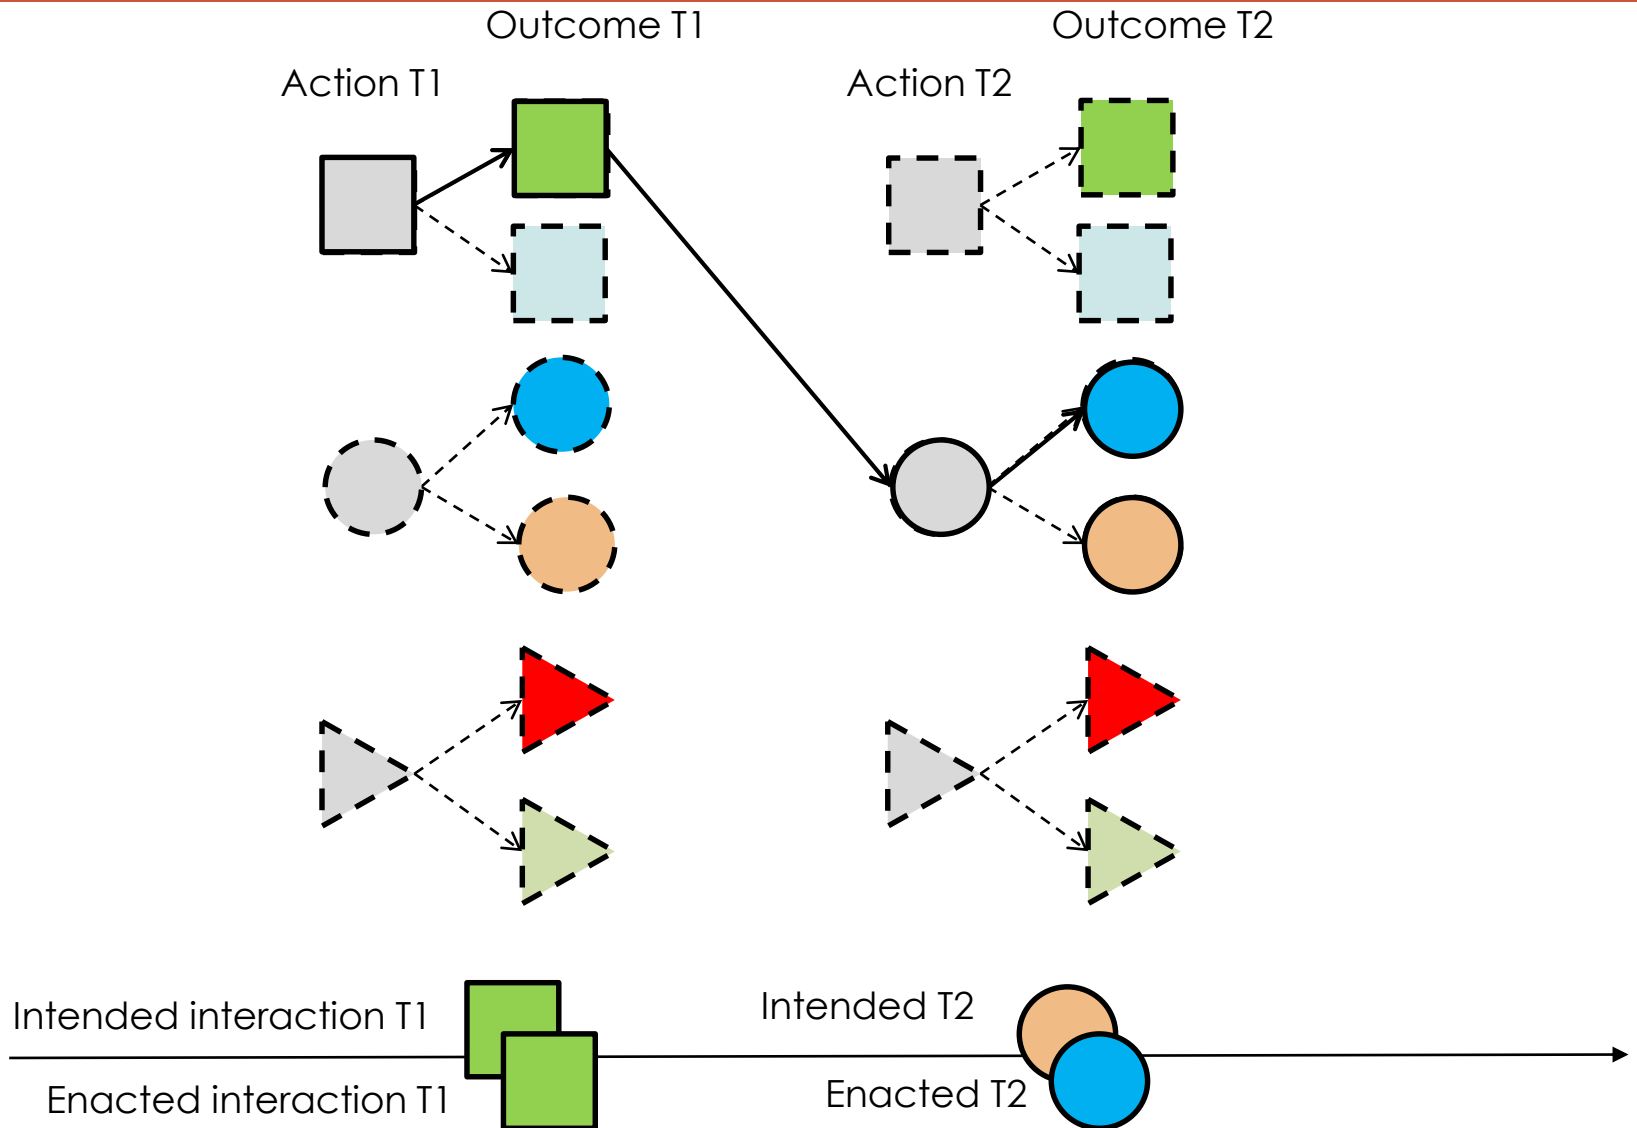 Outcome T1
Outcome T2
Action T1
Action T2
Intended interaction T1
Intended T2
Enacted interaction T1
Enacted T2